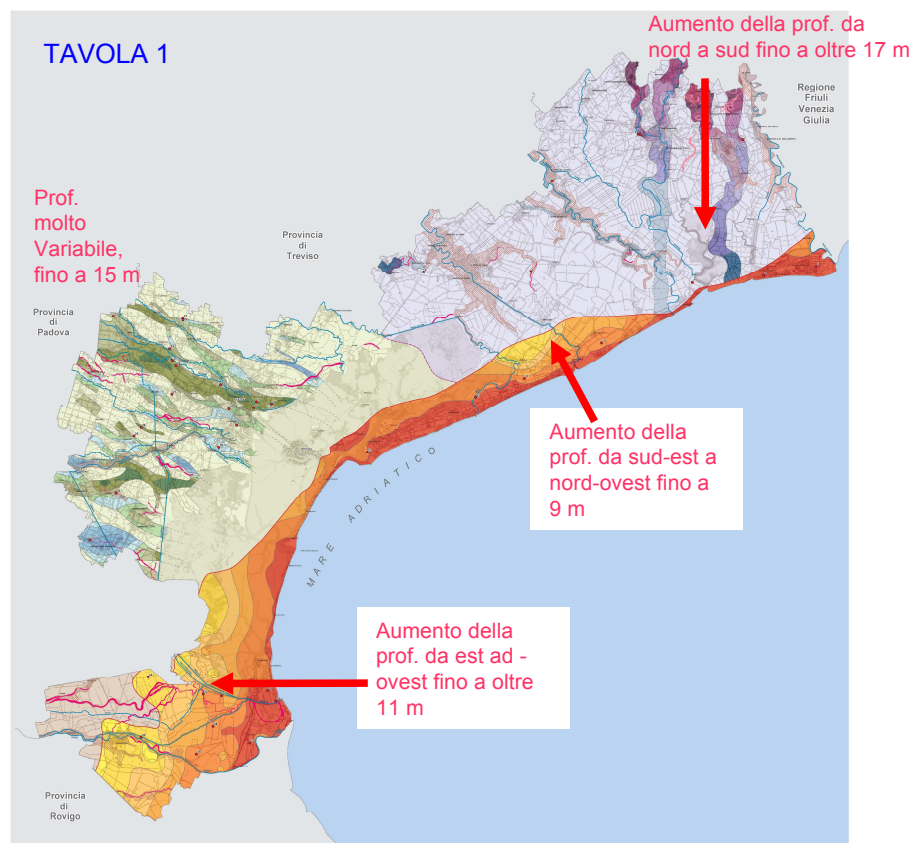 Aumento della prof. da
nord a sud fino a oltre 17 m
TAVOLA 1
Regione
Friuli
Venezia
Giulia
Prof.
molto
Variabile,
fino a 15 m
Provincia
di
Treviso
Provincia
di
Padova
Aumento della
prof. da sud-est a
nord-ovest fino a
9 m
MARE ADRIATICO
Aumento della
prof. da est ad -
ovest fino a oltre
11 m
Provincia
di
Rovigo